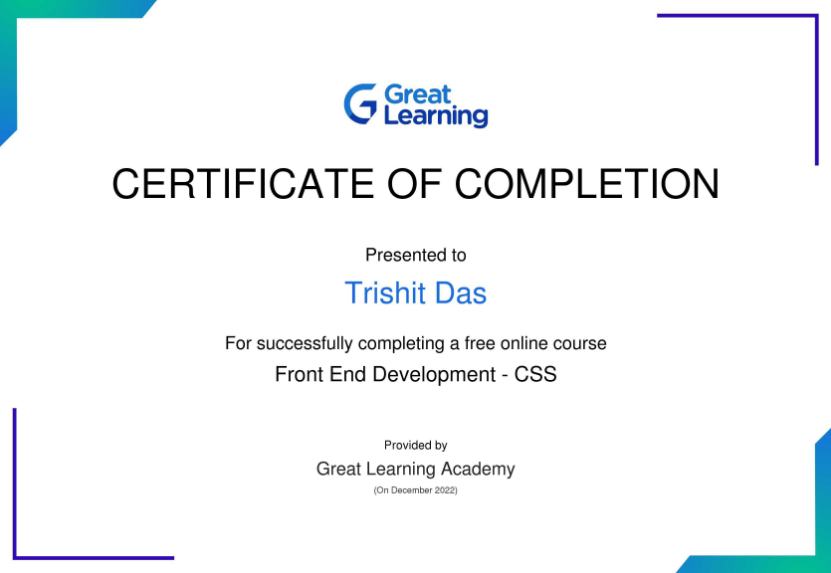 Great
Learning
CERTIFICATE OF COMPLETION
Presented to
Trishit Das
For successfully completing a free online course
Front End Development - CSS
Provided by
Great Learning Academy
(On December 2022)